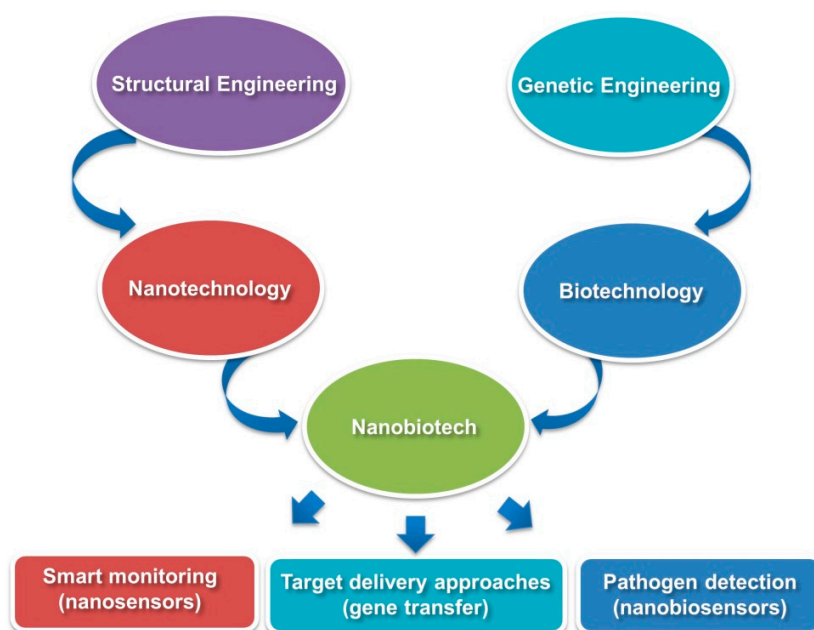 Structural Engineering
Genetic Engineering
Nanotechnology
Biotechnology
Nanobiotech
Smart monitoring
(nanosensors)
Target delivery approaches
(gene transfer)
Pathogen detection
(nanobiosensors)